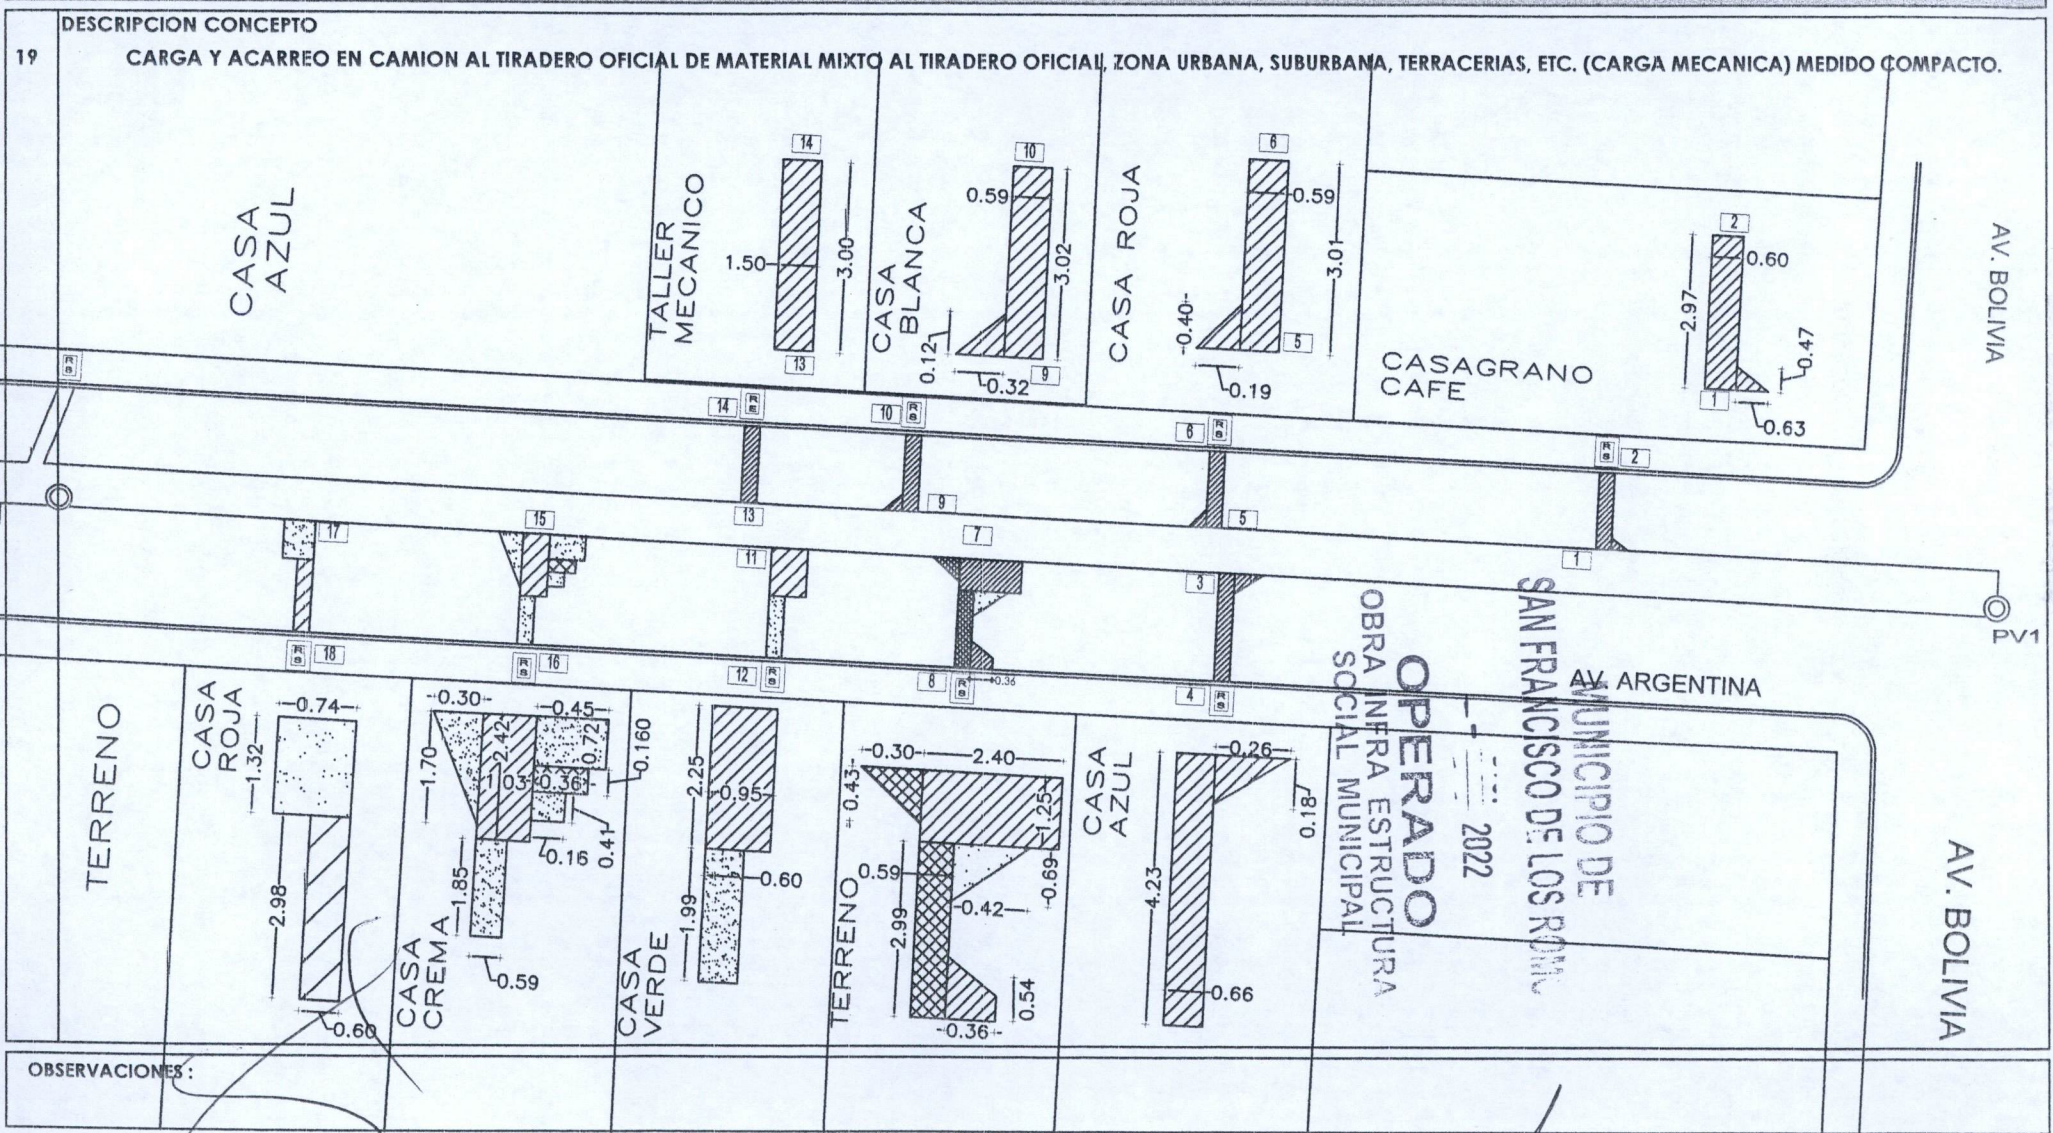 DESCRIPCION CONCEPTO
19 CARGA Y ACARREO EN CAMION AL TIRADERO OFICIAL DE MATERIAL MIXTO AL TIRADERO OFICIAL, ZONA URBANA, SUBURBANA, TERRACERIAS, ETC. (CARGA MECANICA) MEDIDO COMPACTO.
CASA
AZUL
TALLER
MECANICO
14
1.50
3.00
13
CASA
BLANCA
10
0.59
3.02
0.12
0.32
9
CASA ROJA
6
0.59
3.01
0.40
5
0.19
CASAGRANO
CAFE
2
0.60
2.97
0.47
1
0.63
AV. BOLIVIA
14
10
6
2
17
15
13
9
7
5
11
3
1
PV1
18
16
12
8
0.36
4
AV. ARGENTINA
TERRENO
CASA
ROJA
0.74
1.32
2.98
0.60
CASA
CREMA
0.30
0.45
1.70
2.42
0.72
0.160
1.03
0.36
0.41
0.16
1.85
0.59
CASA
VERDE
2.25
0.95
0.60
1.99
TERRENO
0.30
2.40
0.43
1.25
0.59
0.69
0.42
2.99
0.54
0.36
CASA
AZUL
0.26
0.18
4.23
0.66
MUNICIPIO DE
SAN FRANCISCO DE LOS ROMO
2022
OPERADO
OBRA INFRA ESTRUCTURA
SOCIAL MUNICIPAL
AV. BOLIVIA
OBSERVACIONES :